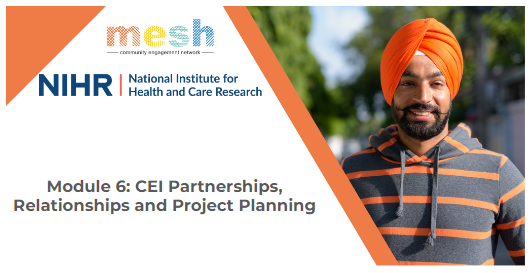 mesh
community engagement network
NIHR | National Institute for
Health and Care Research
Module 6: CEI Partnerships,
Relationships and Project Planning